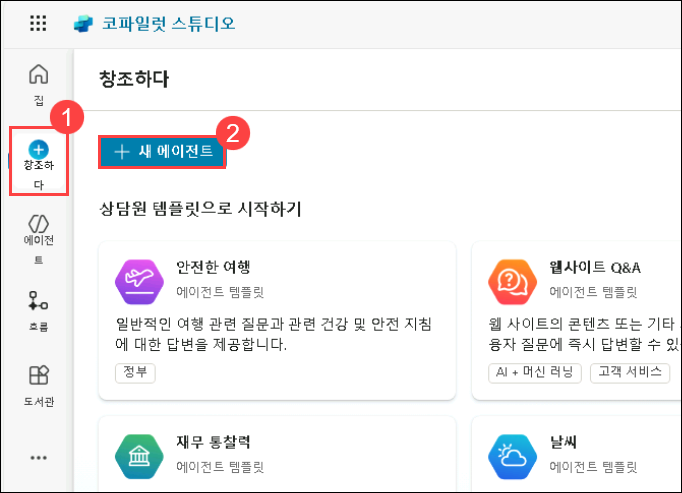 코파일럿 스튜디오
집
1
창조하
다
에이전
트
흐름
도서관
창조하다
2
새 에이전트
상담원 템플릿으로 시작하기
안전한 여행
에이전트 템플릿
일반적인 여행 관련 질문과 관련 건강 및 안전 지침
에 대한 답변을 제공합니다.
정부
웹사이트 Q&A
에이전트 템플릿
웹 사이트의 콘텐츠 또는 기타
용자 질문에 즉시 답변할 수 있
AI + 머신 러닝
고객 서비스
재무 통찰력
에이전트 템플릿
날씨
에이전트 템플릿